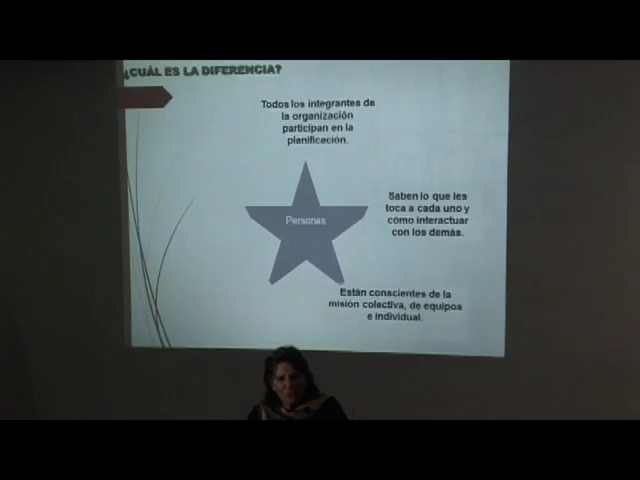 ¿CUÁL ES LA DIFERENCIA?
Todos los integrantes de
la organización
participan en la
planificación.
Personas
Saben lo que les
toca a cada uno y
cómo interactuar
con los demás.
Están conscientes de la
misión colectiva, de equipos
e individual.